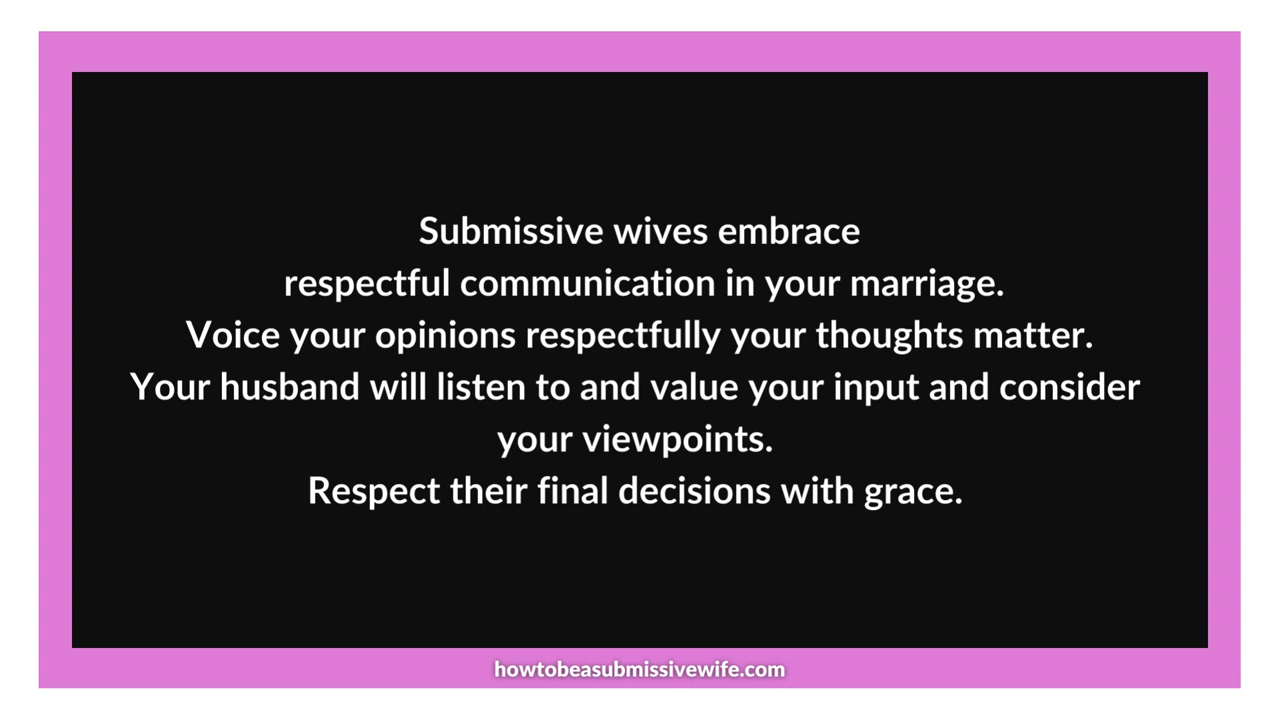 Submissive wives embrace
respectful communication in your marriage.
Voice your opinions respectfully your thoughts matter.
Your husband will listen to and value your input and consider
your viewpoints.
Respect their final decisions with grace.
howtobeasubmissivewife.com